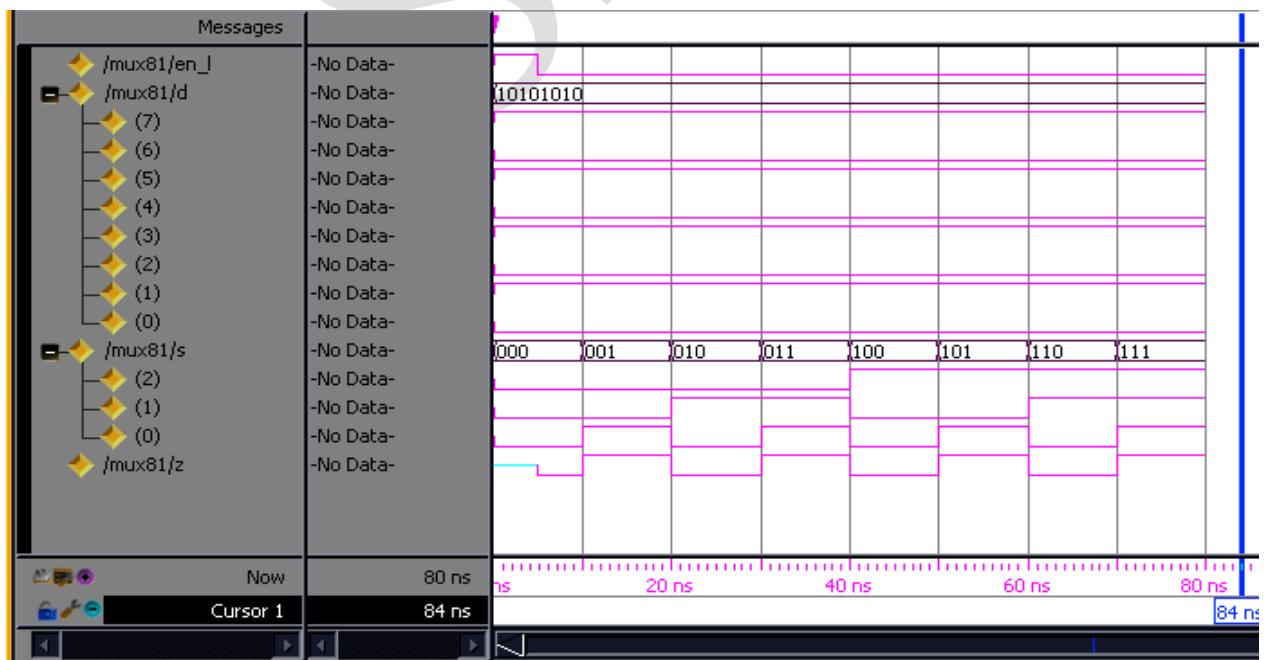 Messages
/mux81/en_l -No Data-
/mux81/d -No Data- 10101010
(7) -No Data-
(6) -No Data-
(5) -No Data-
(4) -No Data-
(3) -No Data-
(2) -No Data-
(1) -No Data-
(0) -No Data-
/mux81/s -No Data- 000 001 010 011 100 101 110 111
(2) -No Data-
(1) -No Data-
(0) -No Data-
/mux81/z -No Data-
Now 80 ns ns 20 ns 40 ns 60 ns 80 ns
Cursor 1 84 ns 84 ns